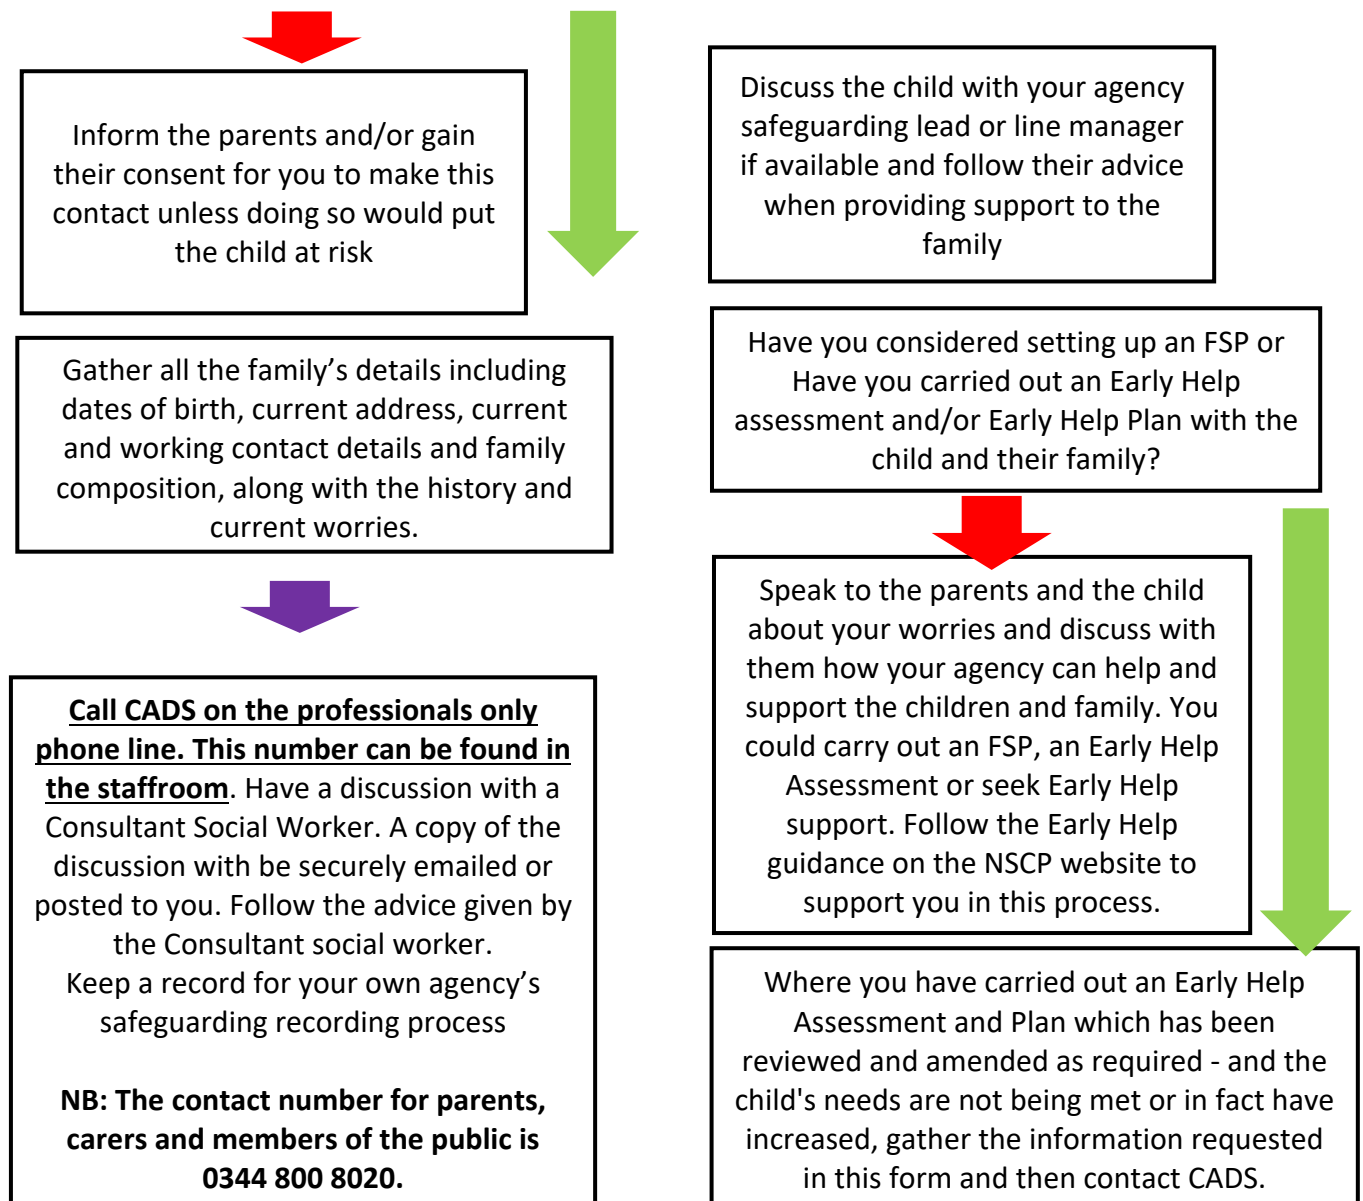 Inform the parents and/or gain
their consent for you to make this
contact unless doing so would put
the child at risk
Gather all the family’s details including
dates of birth, current address, current
and working contact details and family
composition, along with the history and
current worries.
Call CADS on the professionals only
phone line. This number can be found in
the staffroom. Have a discussion with a
Consultant Social Worker. A copy of the
discussion with be securely emailed or
posted to you. Follow the advice given by
the Consultant social worker.
Keep a record for your own agency’s
safeguarding recording process
NB: The contact number for parents,
carers and members of the public is
0344 800 8020.
Discuss the child with your agency
safeguarding lead or line manager
if available and follow their advice
when providing support to the
family
Have you considered setting up an FSP or
Have you carried out an Early Help
assessment and/or Early Help Plan with the
child and their family?
Speak to the parents and the child
about your worries and discuss with
them how your agency can help and
support the children and family. You
could carry out an FSP, an Early Help
Assessment or seek Early Help
support. Follow the Early Help
guidance on the NSCP website to
support you in this process.
Where you have carried out an Early Help
Assessment and Plan which has been
reviewed and amended as required - and the
child's needs are not being met or in fact have
increased, gather the information requested
in this form and then contact CADS.